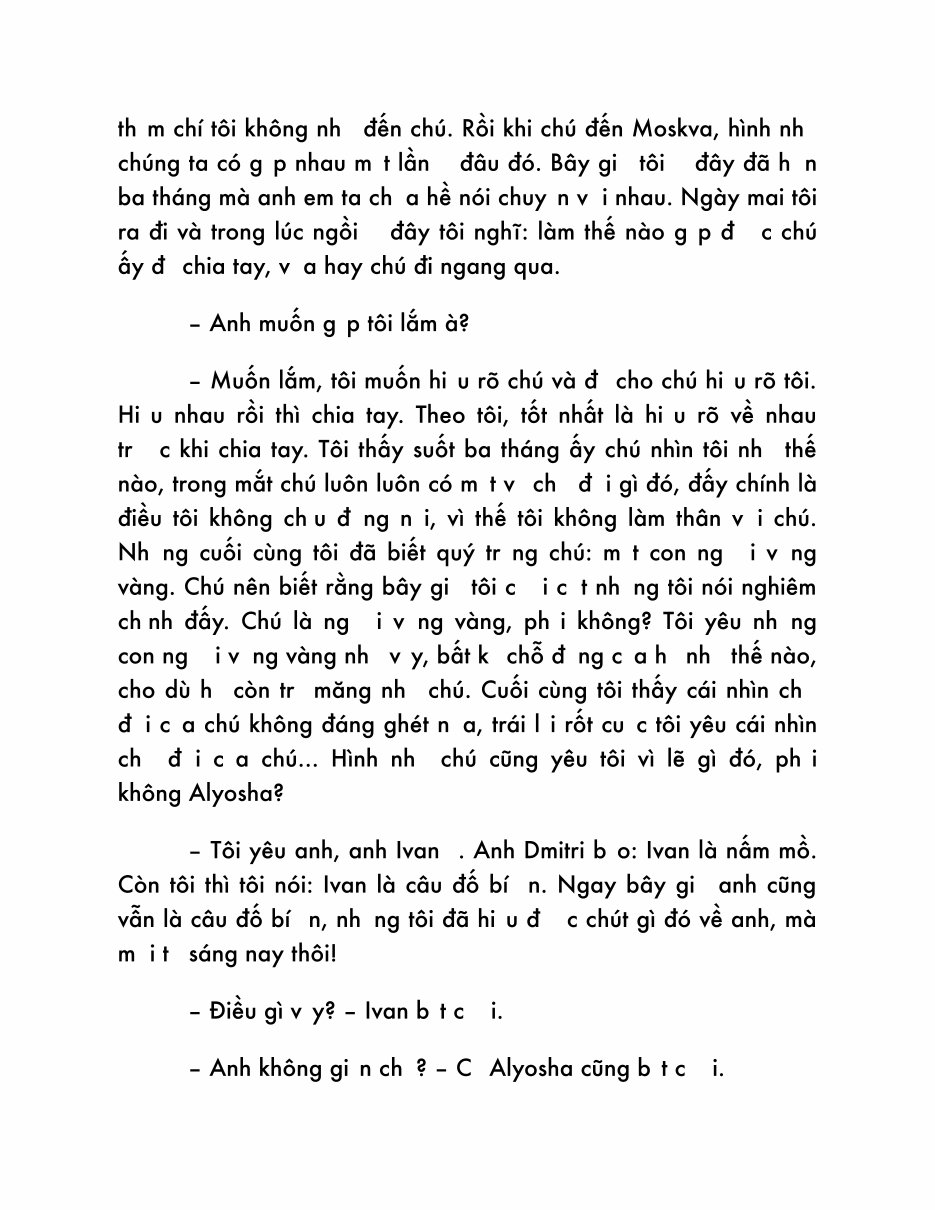 th m chí tôi không nh đến chú. Rồi khi chú đến Moskva, hình nh
chúng ta có g p nhau m t lần đâu đó. Bây gi tôi đây đã h n
ba tháng mà anh em ta ch a hề nói chuy n v i nhau. Ngày mai tôi
ra đi và trong lúc ngồi đây tôi nghĩ: làm thế nào g p đ c chú
ấy đ chia tay, v a hay chú đi ngang qua.
– Anh muốn g p tôi lắm à?
– Muốn lắm, tôi muốn hi u rõ chú và đ cho chú hi u rõ tôi.
Hi u nhau rồi thì chia tay. Theo tôi, tốt nhất là hi u rõ về nhau
tr c khi chia tay. Tôi thấy suốt ba tháng ấy chú nhìn tôi nh thế
nào, trong mắt chú luôn luôn có m t v ch đ i gì đó, đấy chính là
điều tôi không ch u đ ng n i, vì thế tôi không làm thân v i chú.
Nh ng cuối cùng tôi đã biết quý tr ng chú: m t con ng i v ng
vàng. Chú nên biết rằng bây gi tôi c i c t nh ng tôi nói nghiêm
ch nh đấy. Chú là ng i v ng vàng, ph i không? Tôi yêu nh ng
con ng i v ng vàng nh v y, bất k chỗ đ ng c a h nh thế nào,
cho dù h còn tr măng nh chú. Cuối cùng tôi thấy cái nhìn ch
đ i c a chú không đáng ghét n a, trái l i rốt cu c tôi yêu cái nhìn
ch đ i c a chú... Hình nh chú cũng yêu tôi vì lẽ gì đó, ph i
không Alyosha?
– Tôi yêu anh, anh Ivan . Anh Dmitri b o: Ivan là nấm mồ.
Còn tôi thì tôi nói: Ivan là câu đố bí n. Ngay bây gi anh cũng
vẫn là câu đố bí n, nh ng tôi đã hi u đ c chút gì đó về anh, mà
m i t sáng nay thôi!
– Điều gì v y? – Ivan b t c i.
– Anh không gi n ch ? – C Alyosha cũng b t c i.